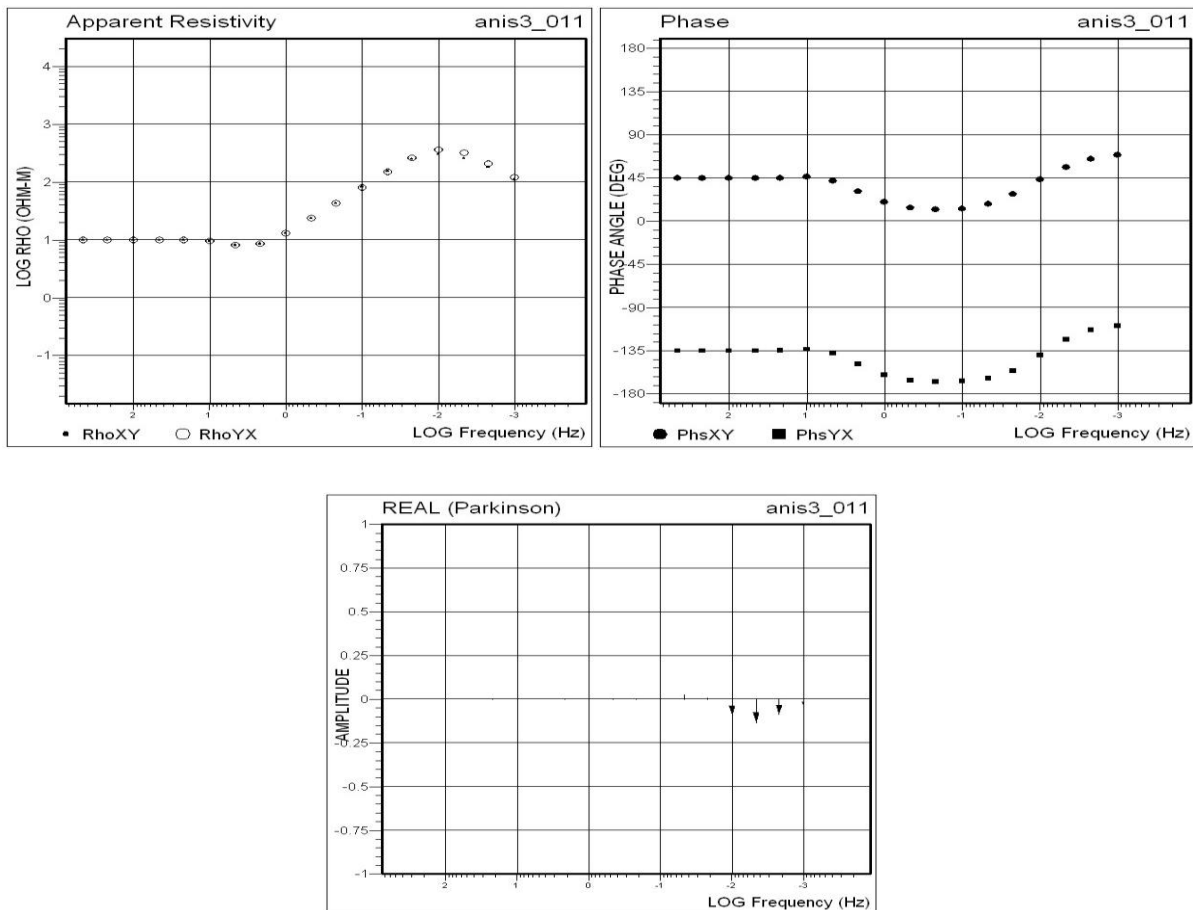 Apparent Resistivity anis3_011
4
3
2
1
0
-1
LOG RHO (OHM-M)
2 1 0 -1 -2 -3
RhoXY RhoYX LOG Frequency (Hz)
Phase anis3_011
180
135
90
45
0
-45
-90
-135
-180
PHASE ANGLE (DEG)
2 1 0 -1 -2 -3
PhsXY PhsYX LOG Frequency (Hz)
REAL (Parkinson) anis3_011
1
0.75
0.5
0.25
0
-0.25
-0.5
-0.75
-1
AMPLITUDE
2 1 0 -1 -2 -3
LOG Frequency (Hz)